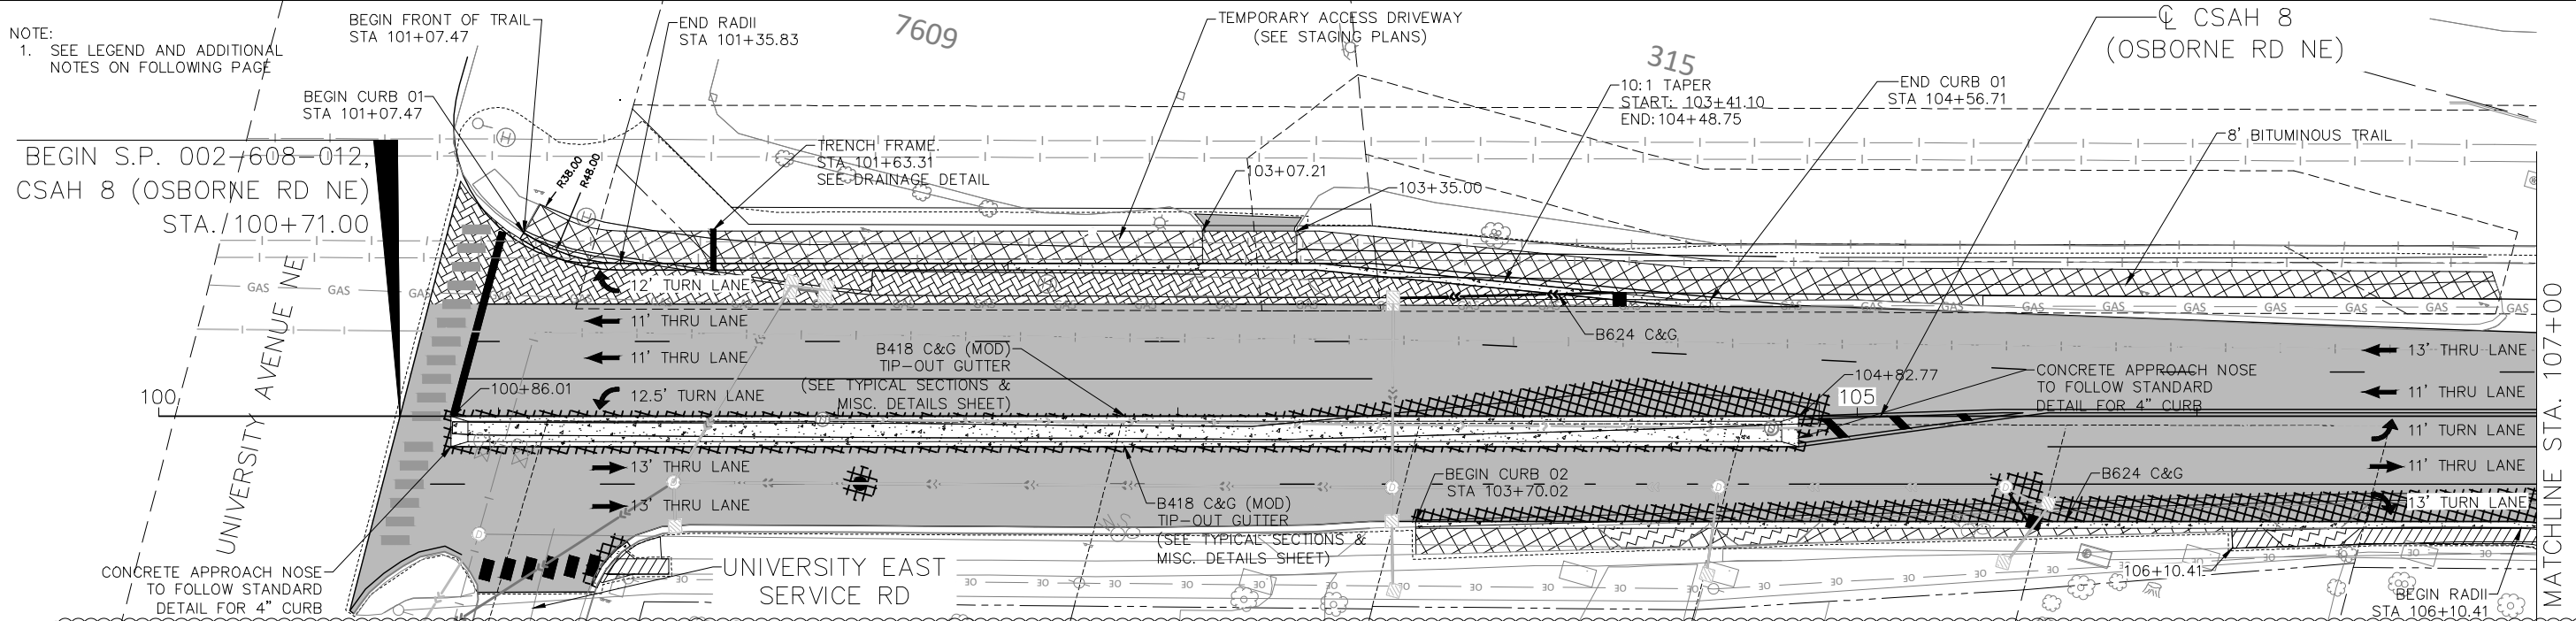 NOTE:
1. SEE LEGEND AND ADDITIONAL
NOTES ON FOLLOWING PAGE
BEGIN FRONT OF TRAIL
STA 101+07.47
END RADII
STA 101+35.83
7609
TEMPORARY ACCESS DRIVEWAY
(SEE STAGING PLANS)
315
℄ CSAH 8
(OSBORNE RD NE)
BEGIN CURB 01
STA 101+07.47
10:1 TAPER
START: 103+41.10
END: 104+48.75
END CURB 01
STA 104+56.71
8' BITUMINOUS TRAIL
BEGIN S.P. 002-608-012,
CSAH 8 (OSBORNE RD NE)
STA. 100+71.00
R38.00
R48.00
TRENCH FRAME
STA 101+63.31
SEE DRAINAGE DETAIL
103+07.21
103+35.00
H
H
GAS
GAS
GAS
12' TURN LANE
11' THRU LANE
11' THRU LANE
12.5' TURN LANE
B418 C&G (MOD)
TIP-OUT GUTTER
(SEE TYPICAL SECTIONS &
MISC. DETAILS SHEET)
B624 C&G
GAS GAS GAS GAS GAS GAS GAS
13' THRU LANE
11' THRU LANE
100+86.01
104+82.77
100
105
CONCRETE APPROACH NOSE
TO FOLLOW STANDARD
DETAIL FOR 4" CURB
11' TURN LANE
11' THRU LANE
13' TURN LANE
UNIVERSITY AVENUE NE
13' THRU LANE
13' THRU LANE
BEGIN CURB 02
STA 103+70.02
B418 C&G (MOD)
TIP-OUT GUTTER
(SEE TYPICAL SECTIONS &
MISC. DETAILS SHEET)
B624 C&G
W.S
CONCRETE APPROACH NOSE
TO FOLLOW STANDARD
DETAIL FOR 4" CURB
UNIVERSITY EAST
SERVICE RD
106+10.41
BEGIN RADII
STA 106+10.41
MATCHLINE STA. 107+00